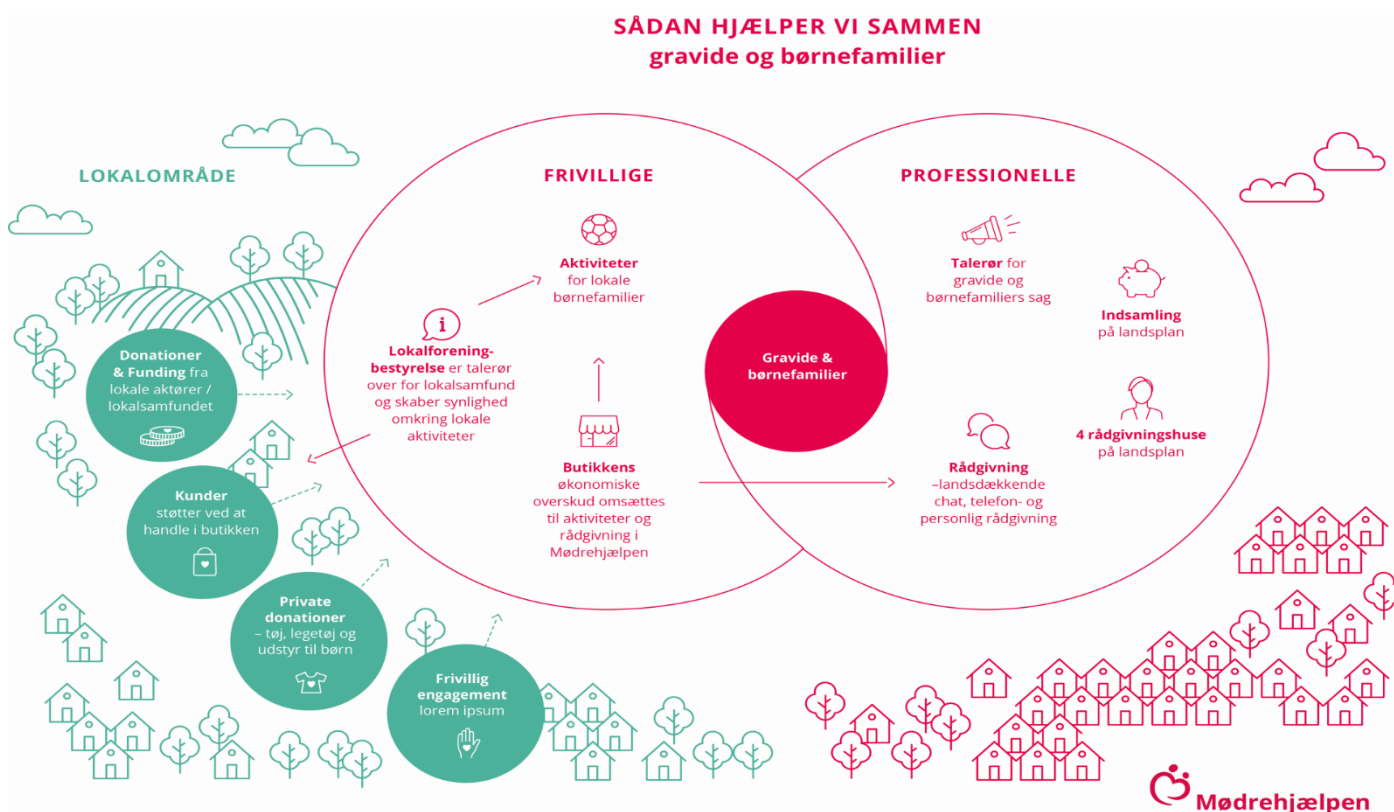 SÅDAN HJÆLPER VI SAMMEN
gravide og børnefamilier
LOKALOMRÅDE
Donationer
& Funding fra
lokale aktører /
lokalsamfundet
Kunder
støtter ved at
handle i butikken
Private
donationer
– tøj, legetøj og
udstyr til børn
Frivillig
engagement
lorem ipsum
FRIVILLIGE
Aktiviteter
for lokale
børnefamilier
i
Lokalforening-
bestyrelse er talerør
over for lokalsamfund
og skaber synlighed
omkring lokale
aktiviteter
Butikkens
økonomiske
overskud omsættes
til aktiviteter og
rådgivning i
Mødrehjælpen
Gravide &
børnefamilier
PROFESSIONELLE
Talerør for
gravide og
børnefamiliers sag
Indsamling
på landsplan
4 rådgivningshuse
på landsplan
Rådgivning
–landsdækkende
chat, telefon- og
personlig rådgivning
Mødrehjælpen